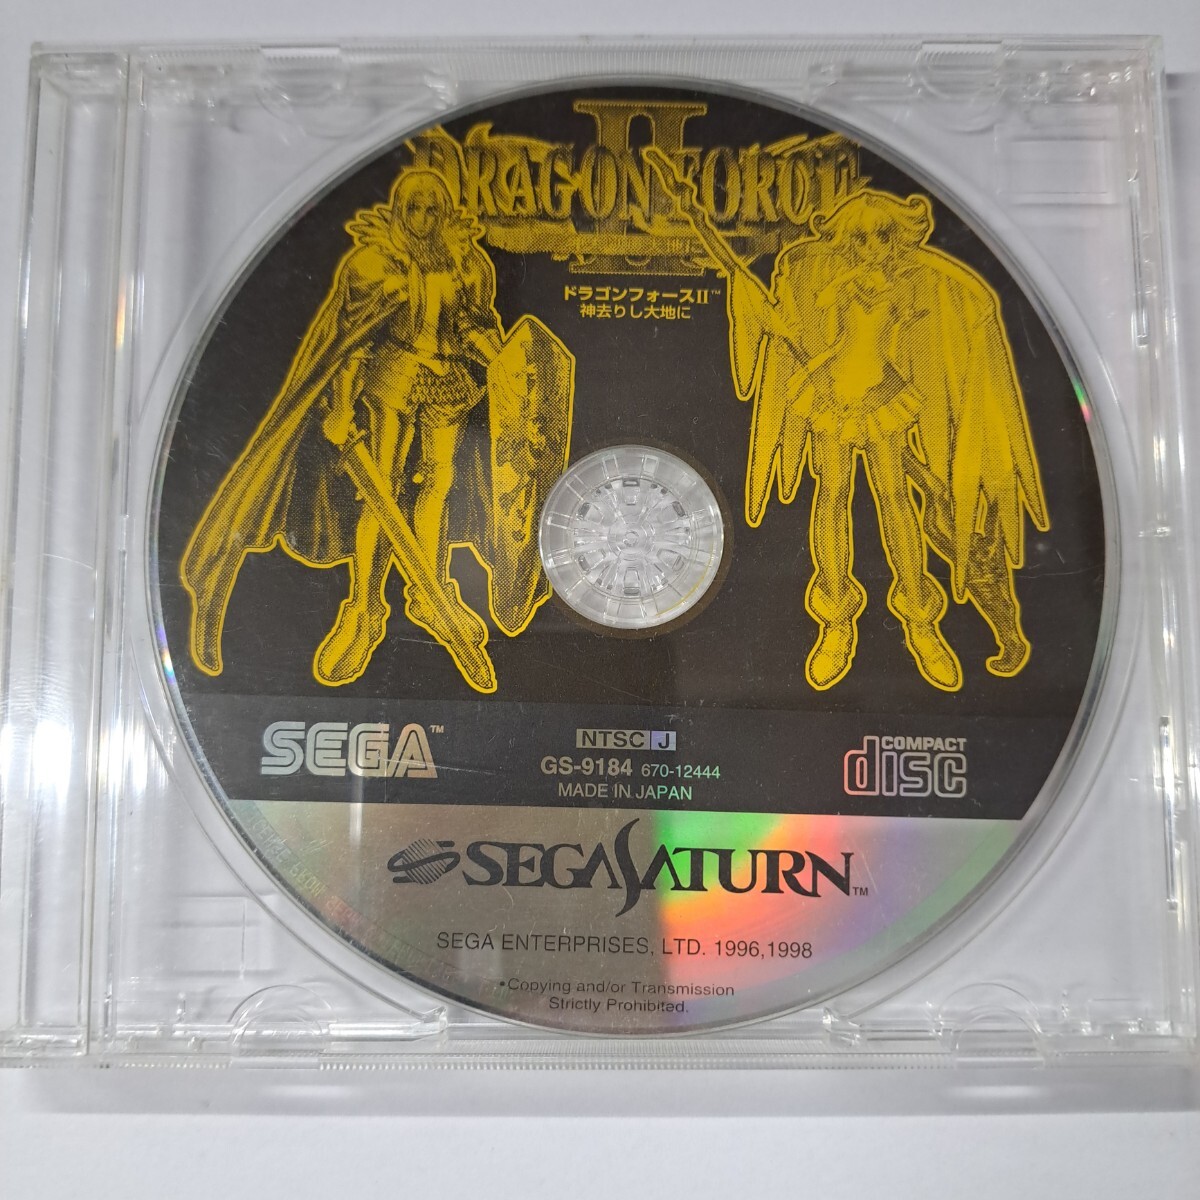 II
DRAGON FORCE
ドラゴンフォースII™
神去りし大地に
SEGA™
NTSC J
GS-9184 670-12444
MADE IN JAPAN
COMPACT
disc
SEGA SATURN™
SEGA ENTERPRISES, LTD. 1996,1998
•Copying and/or Transmission
Strictly Prohibited.